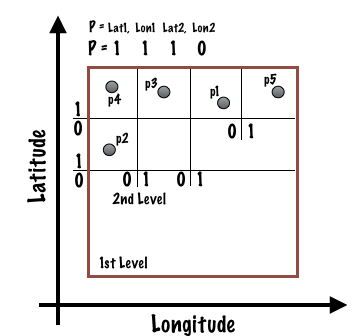 P = Lat1, Lon1 Lat2, Lon2
P = 1 1 1 0
p4 p3 p1 p5
1
0
0 1
p2
1
0
0 1 0 1
2nd Level
1st Level
Latitude
Longitude